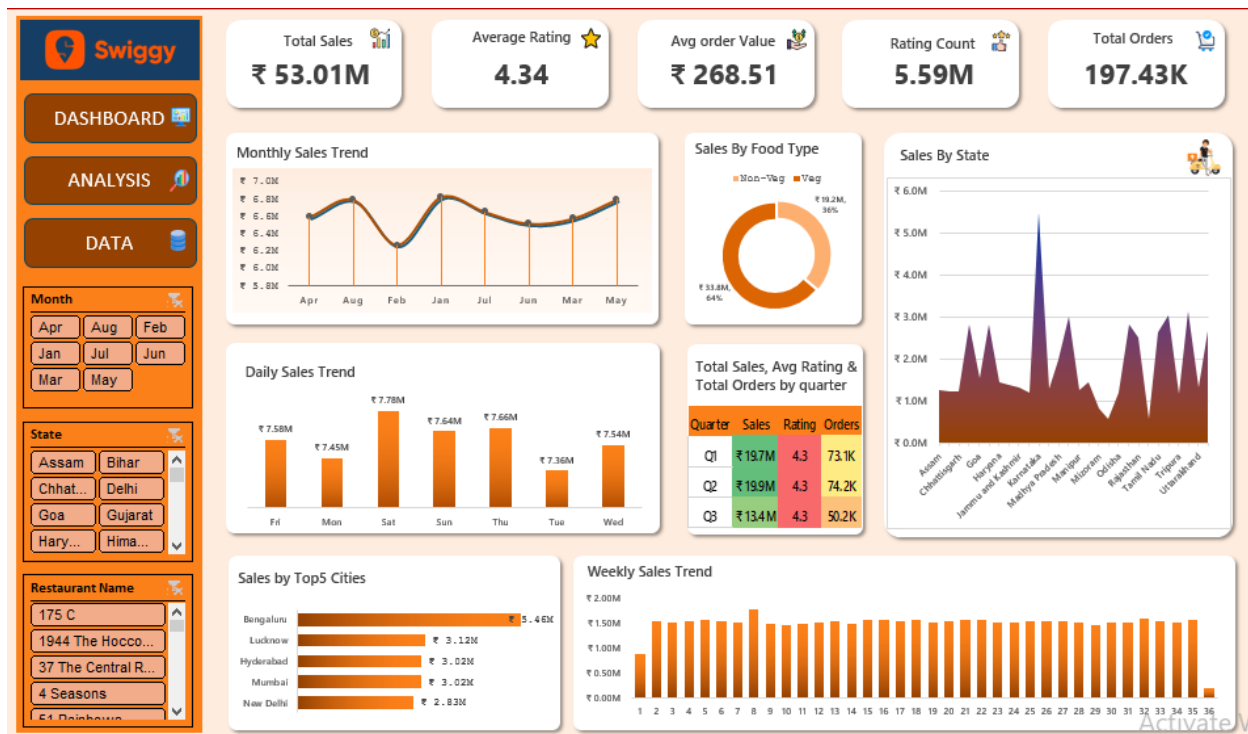 Swiggy
DASHBOARD
ANALYSIS
DATA
Month
Apr Aug Feb
Jan Jul Jun
Mar May
State
Assam Bihar
Chhat... Delhi
Goa Gujarat
Hary... Hima...
Restaurant Name
175 C
1944 The Hocco...
37 The Central R...
4 Seasons
Total Sales
₹ 53.01M
Average Rating
4.34
Avg order Value
₹ 268.51
Rating Count
5.59M
Total Orders
197.43K
Monthly Sales Trend
₹ 7.0M
₹ 6.8M
₹ 6.6M
₹ 6.4M
₹ 6.2M
₹ 6.0M
₹ 5.8M
Apr Aug Feb Jan Jul Jun Mar May
Sales By Food Type
Non-Veg Veg
₹ 19.2M,
36%
₹ 33.8M,
64%
Sales By State
₹ 6.0M
₹ 5.0M
₹ 4.0M
₹ 3.0M
₹ 2.0M
₹ 1.0M
₹ 0.0M
Assam
Chhattisgarh
Goa
Haryana
Jammu and Kashmir
Karnataka
Madhya Pradesh
Manipur
Mizoram
Odisha
Rajasthan
Tamil Nadu
Tripura
Uttarakhand
Daily Sales Trend
₹ 7.58M
₹ 7.45M
₹ 7.78M
₹ 7.64M
₹ 7.66M
₹ 7.36M
₹ 7.54M
Fri Mon Sat Sun Thu Tue Wed
Total Sales, Avg Rating &
Total Orders by quarter
Quarter Sales Rating Orders
Q1 ₹ 19.7M 4.3 73.1K
Q2 ₹ 19.9M 4.3 74.2K
Q3 ₹ 13.4M 4.3 50.2K
Sales by Top5 Cities
Bengaluru ₹ 5.46M
Lucknow ₹ 3.12M
Hyderabad ₹ 3.02M
Mumbai ₹ 3.02M
New Delhi ₹ 2.83M
Weekly Sales Trend
₹ 2.00M
₹ 1.50M
₹ 1.00M
₹ 0.50M
₹ 0.00M
1 2 3 4 5 6 7 8 9 10 11 12 13 14 15 16 17 18 19 20 21 22 23 24 25 26 27 28 29 30 31 32 33 34 35 36
Activate